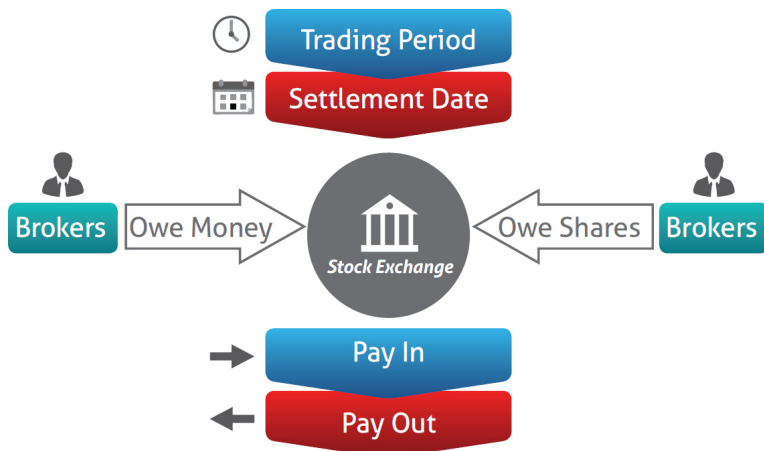 Trading Period
Settlement Date
Brokers
Owe Money
Stock Exchange
Owe Shares
Brokers
Pay In
Pay Out